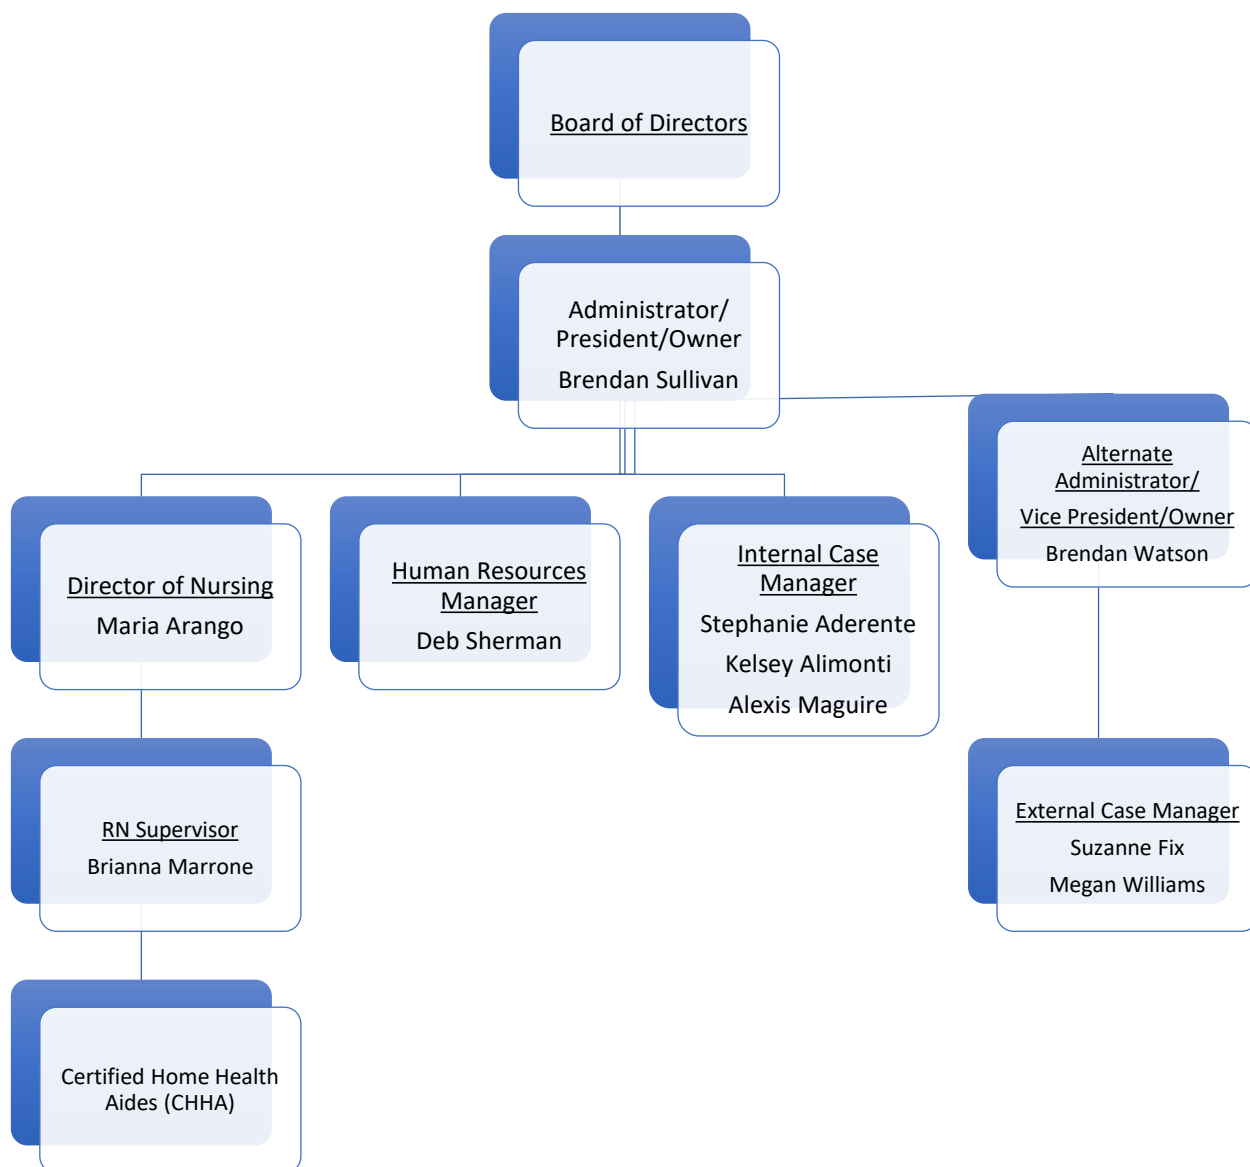 Board of Directors
Administrator/
President/Owner
Brendan Sullivan
Alternate
Administrator/
Vice President/Owner
Brendan Watson
Director of Nursing
Maria Arango
Human Resources
Manager
Deb Sherman
Internal Case
Manager
Stephanie Aderente
Kelsey Alimonti
Alexis Maguire
RN Supervisor
Brianna Marrone
External Case Manager
Suzanne Fix
Megan Williams
Certified Home Health
Aides (CHHA)